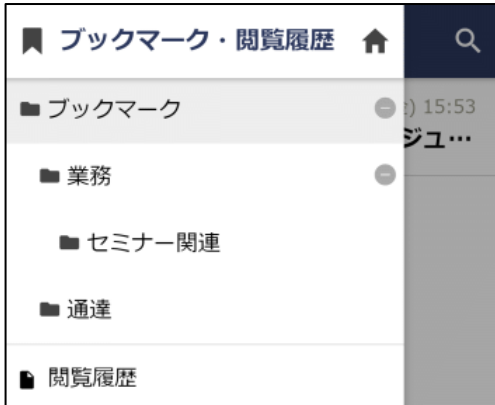 ブックマーク・閲覧履歴
ブックマーク
) 15:53
ジュ…
業務
セミナー関連
通達
閲覧履歴